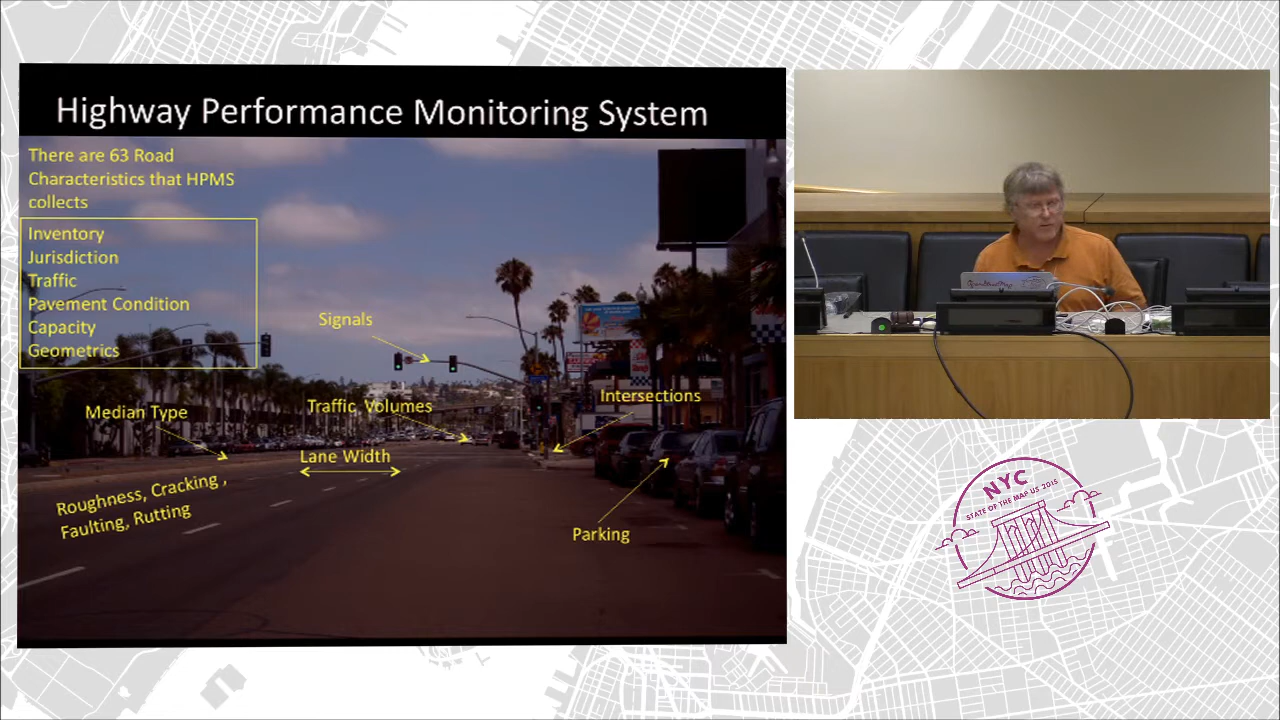 Highway Performance Monitoring System
There are 63 Road
Characteristics that HPMS
collects
Inventory
Jurisdiction
Traffic
Pavement Condition
Capacity
Geometrics
Signals
Median Type
Traffic Volumes
Intersections
Lane Width
Roughness, Cracking ,
Faulting, Rutting
Parking
NYC
STATE OF THE MAP US 2015